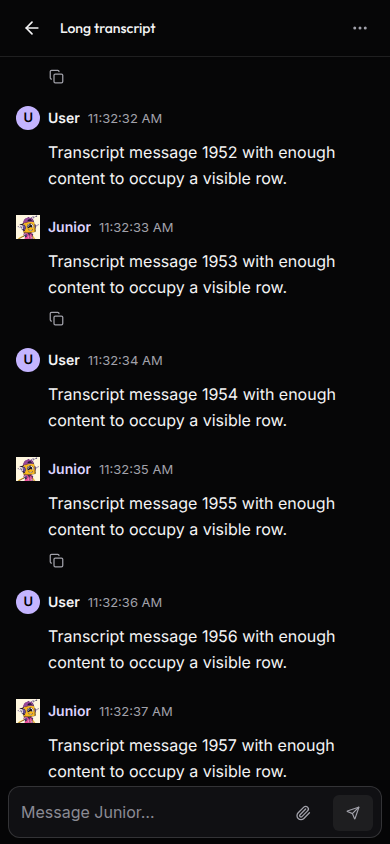 Long transcript
U User 11:32:32 AM
Transcript message 1952 with enough
content to occupy a visible row.
Junior 11:32:33 AM
Transcript message 1953 with enough
content to occupy a visible row.
U User 11:32:34 AM
Transcript message 1954 with enough
content to occupy a visible row.
Junior 11:32:35 AM
Transcript message 1955 with enough
content to occupy a visible row.
U User 11:32:36 AM
Transcript message 1956 with enough
content to occupy a visible row.
Junior 11:32:37 AM
Transcript message 1957 with enough
content to occupy a visible row.
Message Junior...